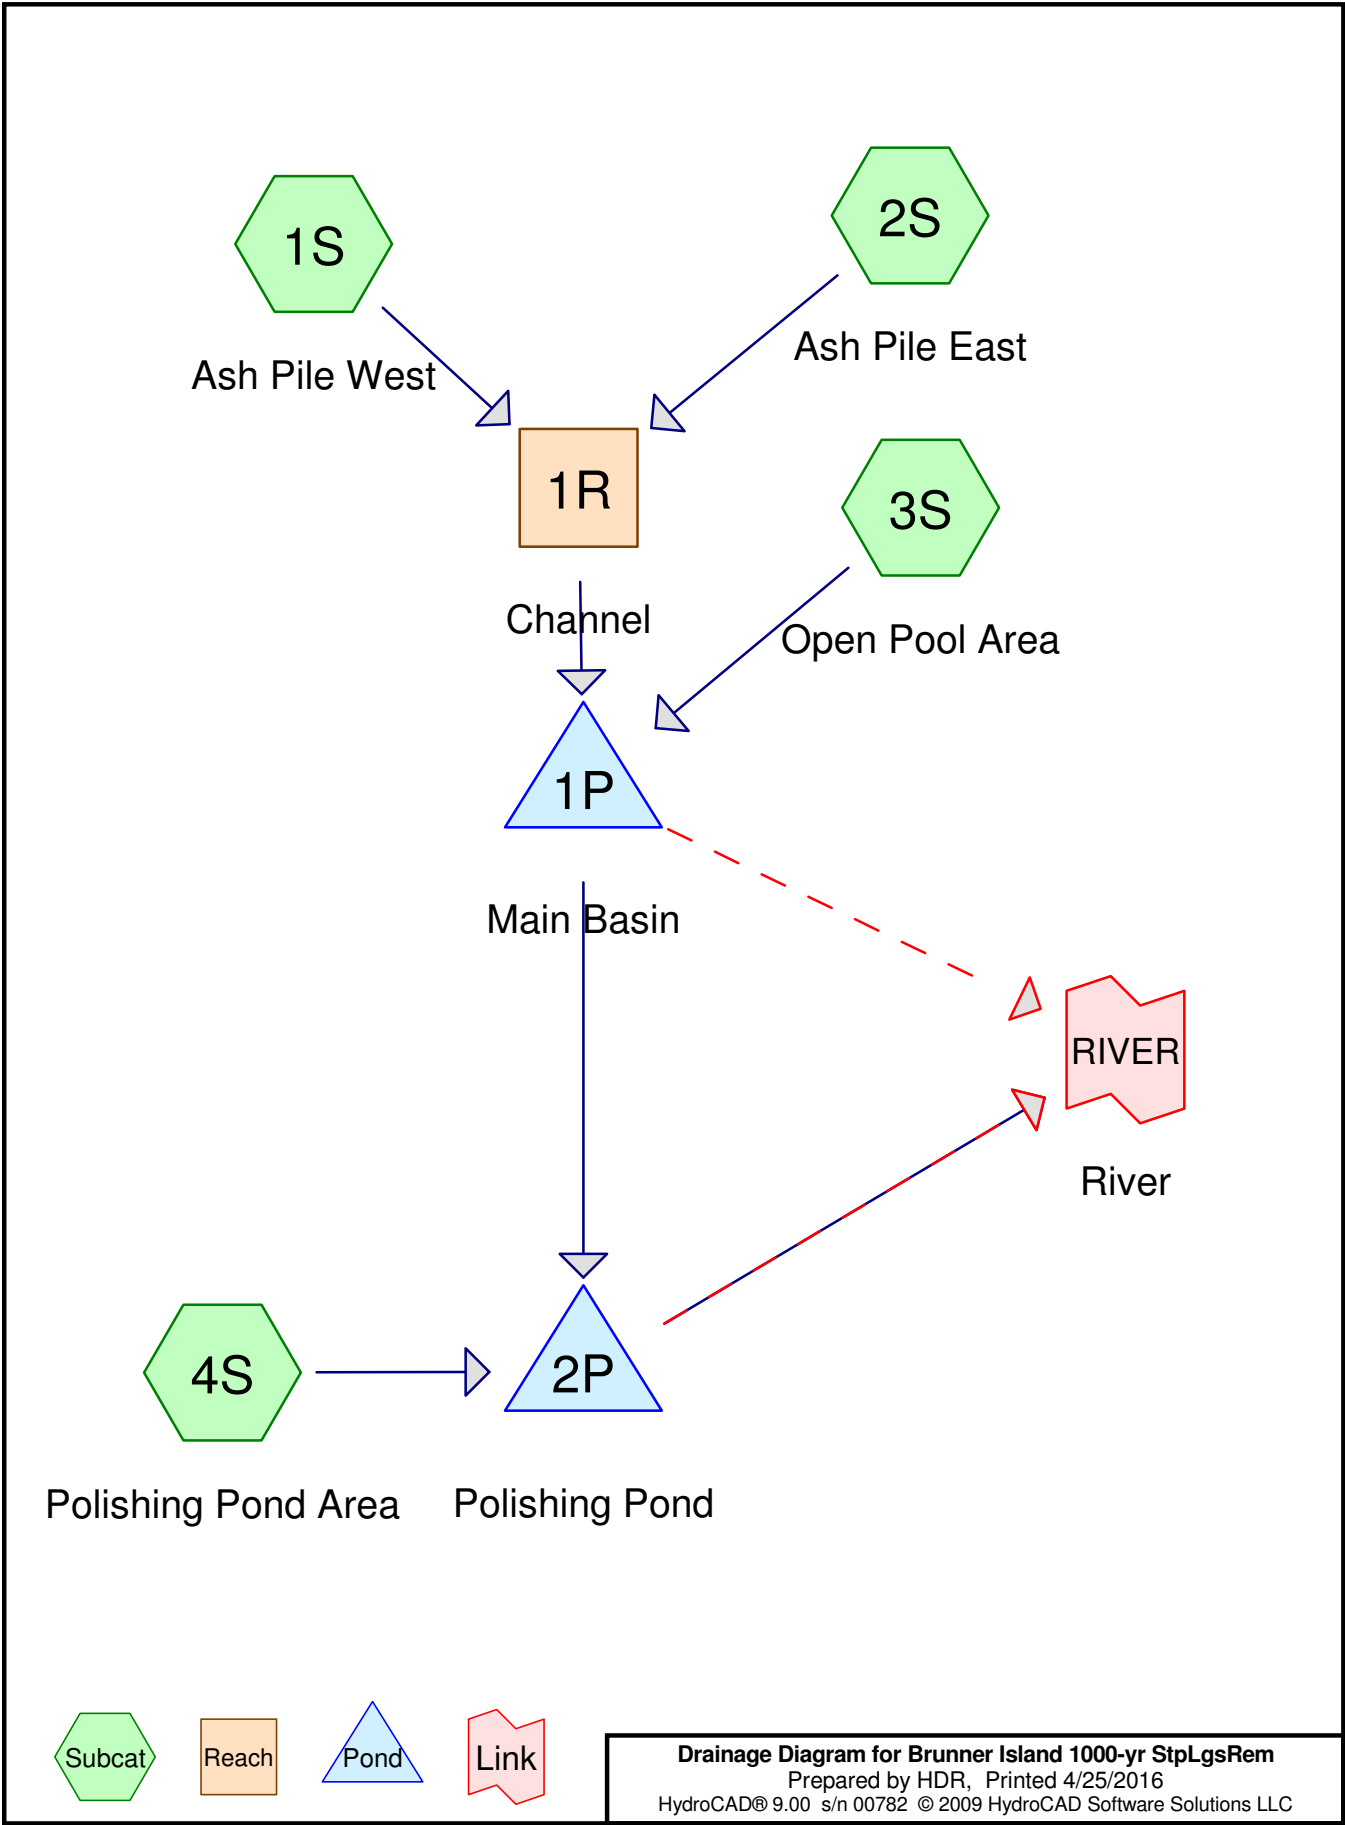 2S
1S
Ash Pile East
Ash Pile West
1R
3S
Channel
Open Pool Area
1P
Main Basin
RIVER
River
4S
2P
Polishing Pond Area
Polishing Pond
Subcat
Reach
Pond
Link
Drainage Diagram for Brunner Island 1000-yr StpLgsRem
Prepared by HDR, Printed 4/25/2016
HydroCAD® 9.00 s/n 00782 © 2009 HydroCAD Software Solutions LLC